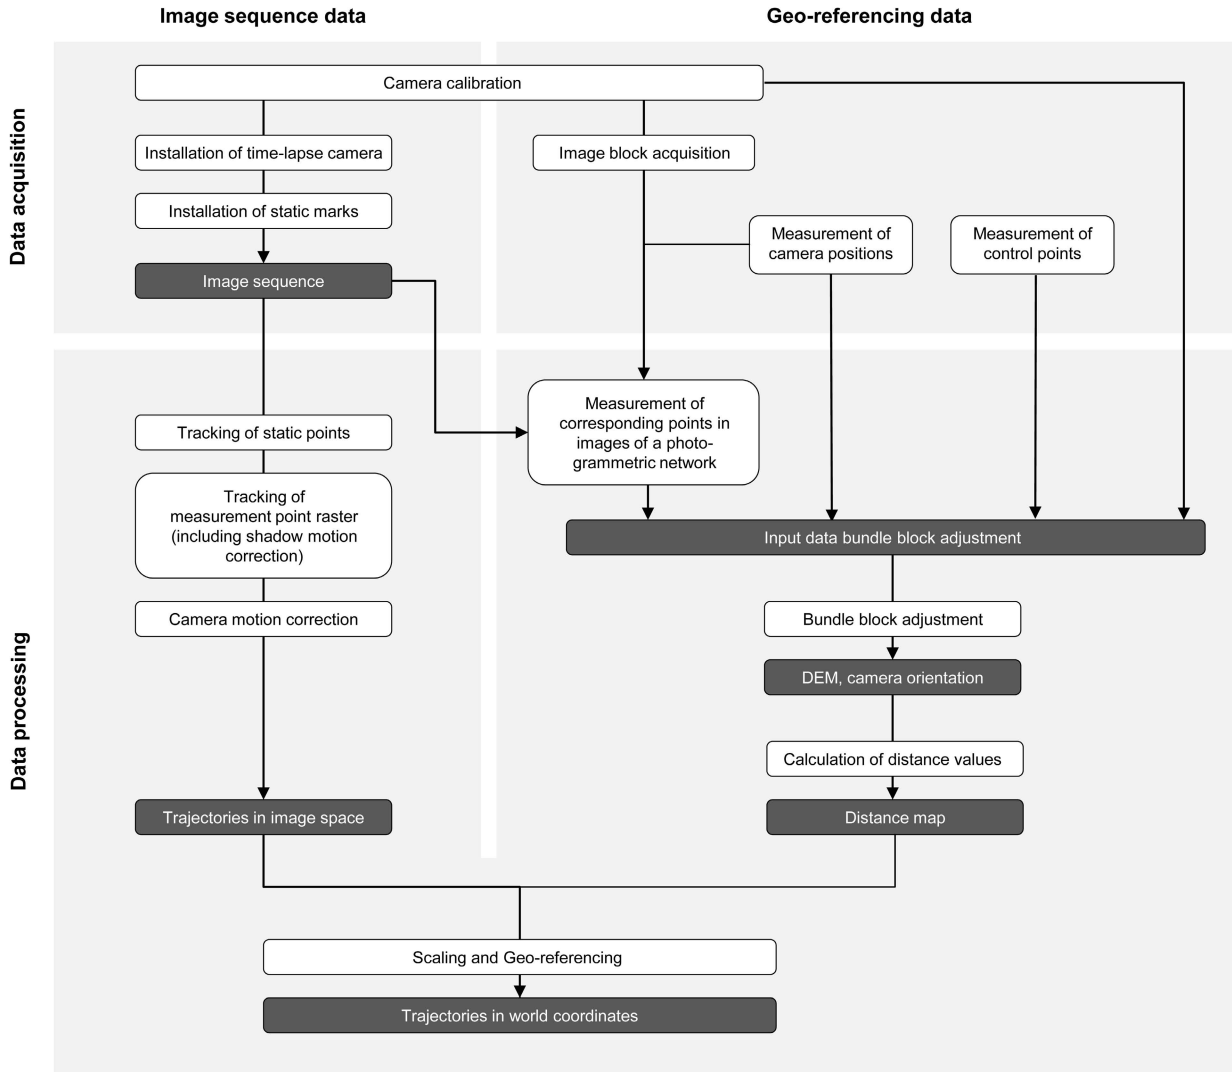 Image sequence data
Geo-referencing data
Data acquisition
Camera calibration
Installation of time-lapse camera
Image block acquisition
Installation of static marks
Measurement of
camera positions
Measurement of
control points
Image sequence
Data processing
Tracking of static points
Measurement of
corresponding points in
images of a photo-
grammetric network
Tracking of
measurement point raster
(including shadow motion
correction)
Input data bundle block adjustment
Camera motion correction
Bundle block adjustment
DEM, camera orientation
Calculation of distance values
Trajectories in image space
Distance map
Scaling and Geo-referencing
Trajectories in world coordinates